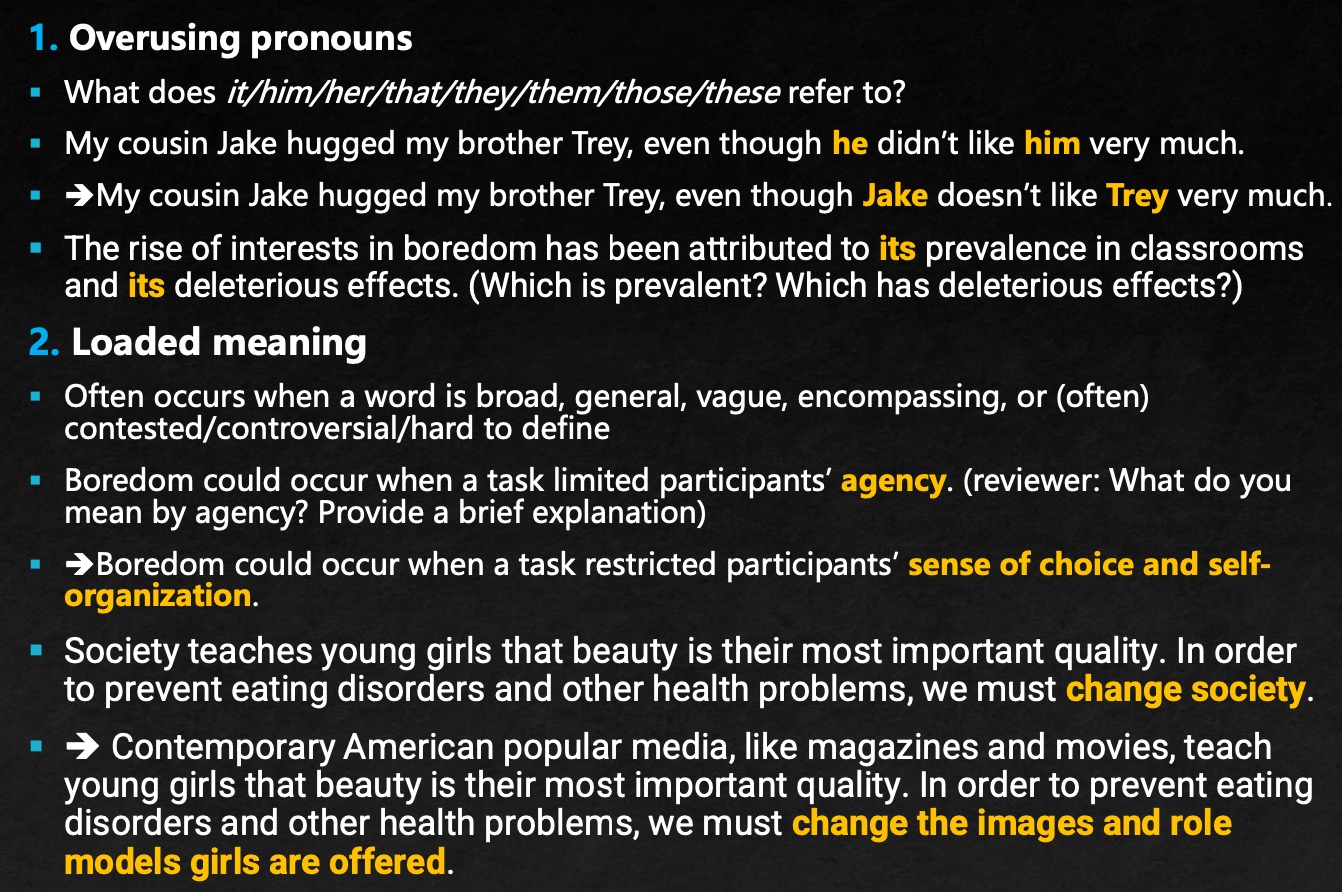 1. Overusing pronouns
▪ What does it/him/her/that/they/them/those/these refer to?
▪ My cousin Jake hugged my brother Trey, even though he didn't like him very much.
▪ ➔My cousin Jake hugged my brother Trey, even though Jake doesn't like Trey very much.
▪ The rise of interests in boredom has been attributed to its prevalence in classrooms
and its deleterious effects. (Which is prevalent? Which has deleterious effects?)
2. Loaded meaning
▪ Often occurs when a word is broad, general, vague, encompassing, or (often)
contested/controversial/hard to define
▪ Boredom could occur when a task limited participants' agency. (reviewer: What do you
mean by agency? Provide a brief explanation)
▪ ➔Boredom could occur when a task restricted participants' sense of choice and self-
organization.
▪ Society teaches young girls that beauty is their most important quality. In order
to prevent eating disorders and other health problems, we must change society.
▪ ➔ Contemporary American popular media, like magazines and movies, teach
young girls that beauty is their most important quality. In order to prevent eating
disorders and other health problems, we must change the images and role
models girls are offered.